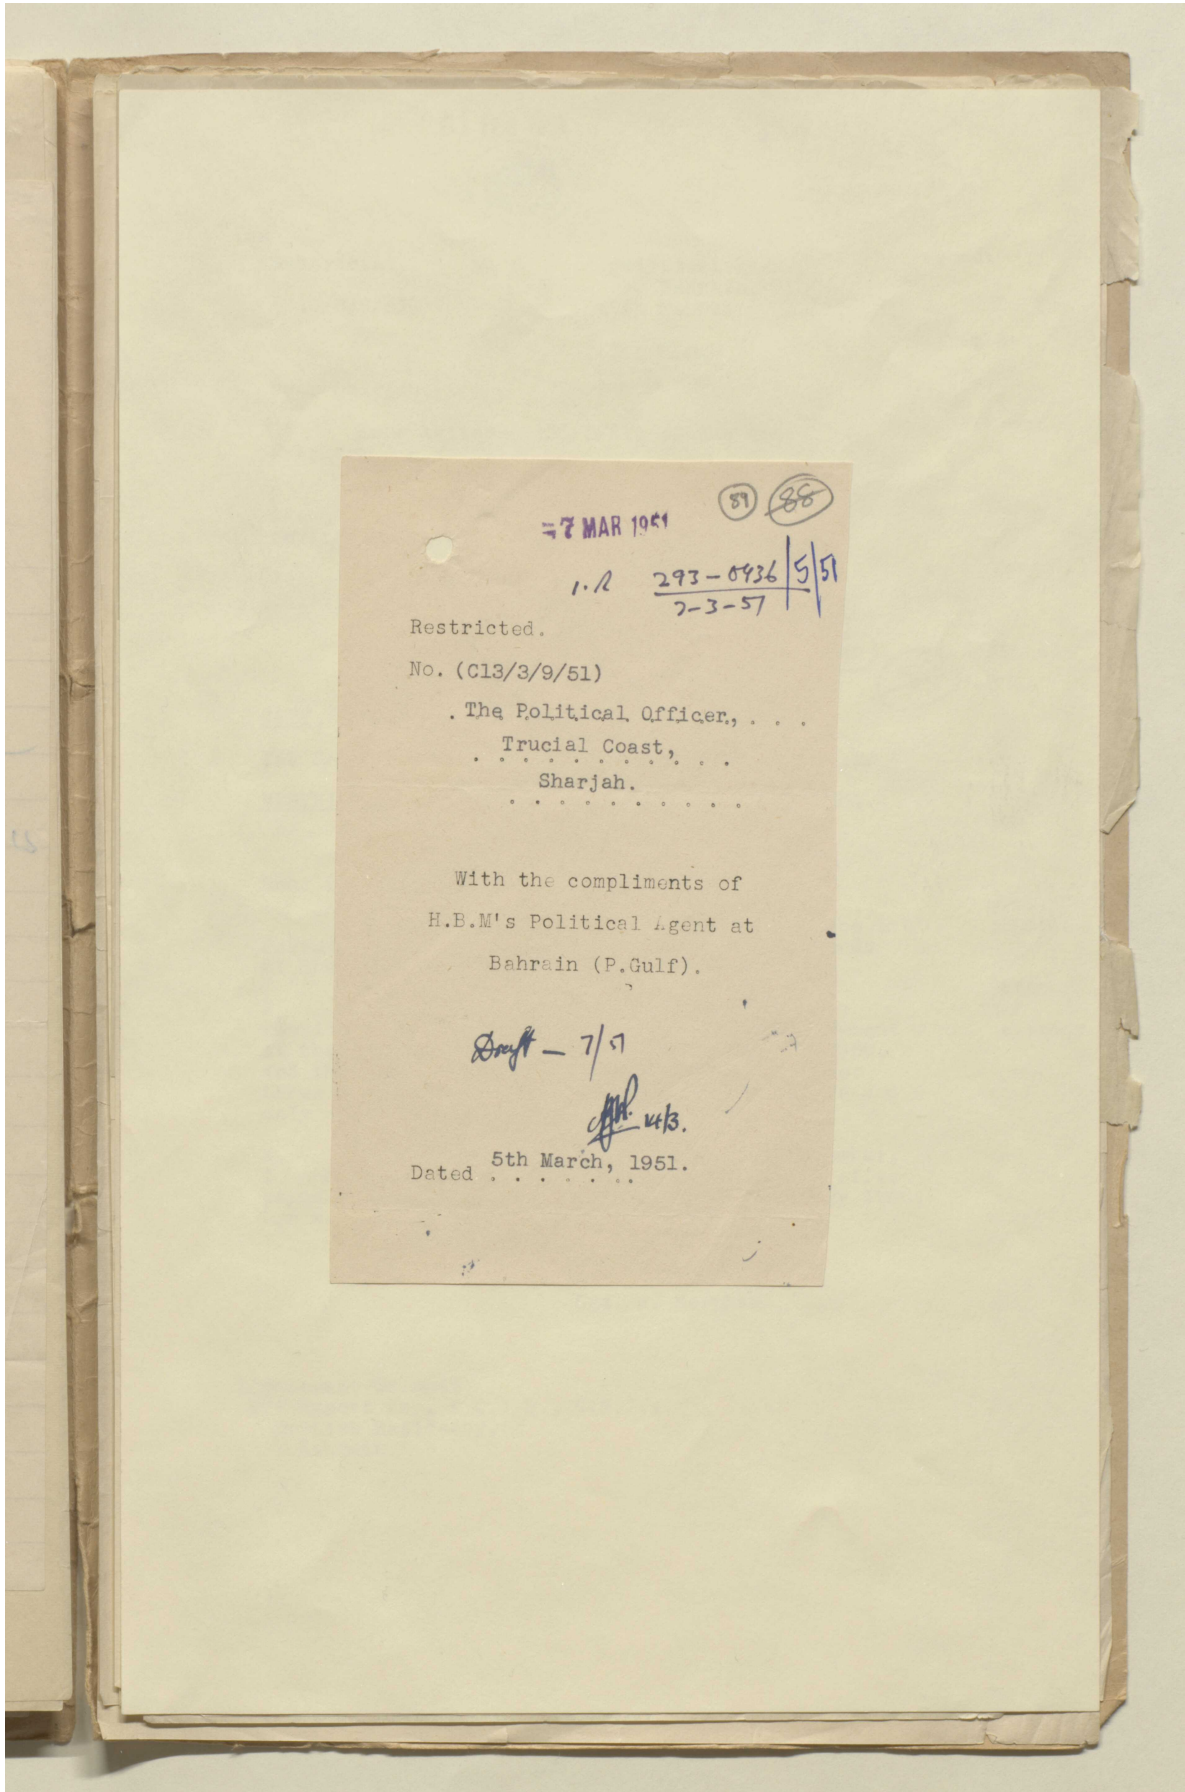 89 88
=7 MAR 1951
293-0436/5/51
7-3-51
Restricted.
No. (C13/3/9/51)
. The Political Officer, . . .
Trucial Coast,
Sharjah.
With the compliments of
H.B.M's Political Agent at
Bahrain (P.Gulf).
Draft - 7/51
14/3.
Dated 5th March, 1951.